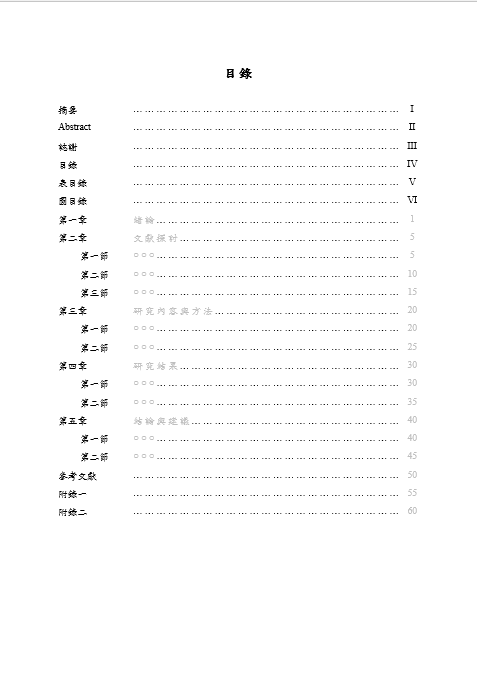 目錄
摘要 ………………………………………………………… I
Abstract ………………………………………………………… II
誌謝 ………………………………………………………… III
目錄 ………………………………………………………… IV
表目錄 ………………………………………………………… V
圖目錄 ………………………………………………………… VI
第一章 緒論…………………………………………………… 1
第二章 文獻探討……………………………………………… 5
第一節 ○○○…………………………………………………… 5
第二節 ○○○…………………………………………………… 10
第三節 ○○○…………………………………………………… 15
第三章 研究內容與方法……………………………………… 20
第一節 ○○○…………………………………………………… 20
第二節 ○○○…………………………………………………… 25
第四章 研究結果……………………………………………… 30
第一節 ○○○…………………………………………………… 30
第二節 ○○○…………………………………………………… 35
第五章 結論與建議…………………………………………… 40
第一節 ○○○…………………………………………………… 40
第二節 ○○○…………………………………………………… 45
參考文獻 ………………………………………………………… 50
附錄一 ………………………………………………………… 55
附錄二 ………………………………………………………… 60